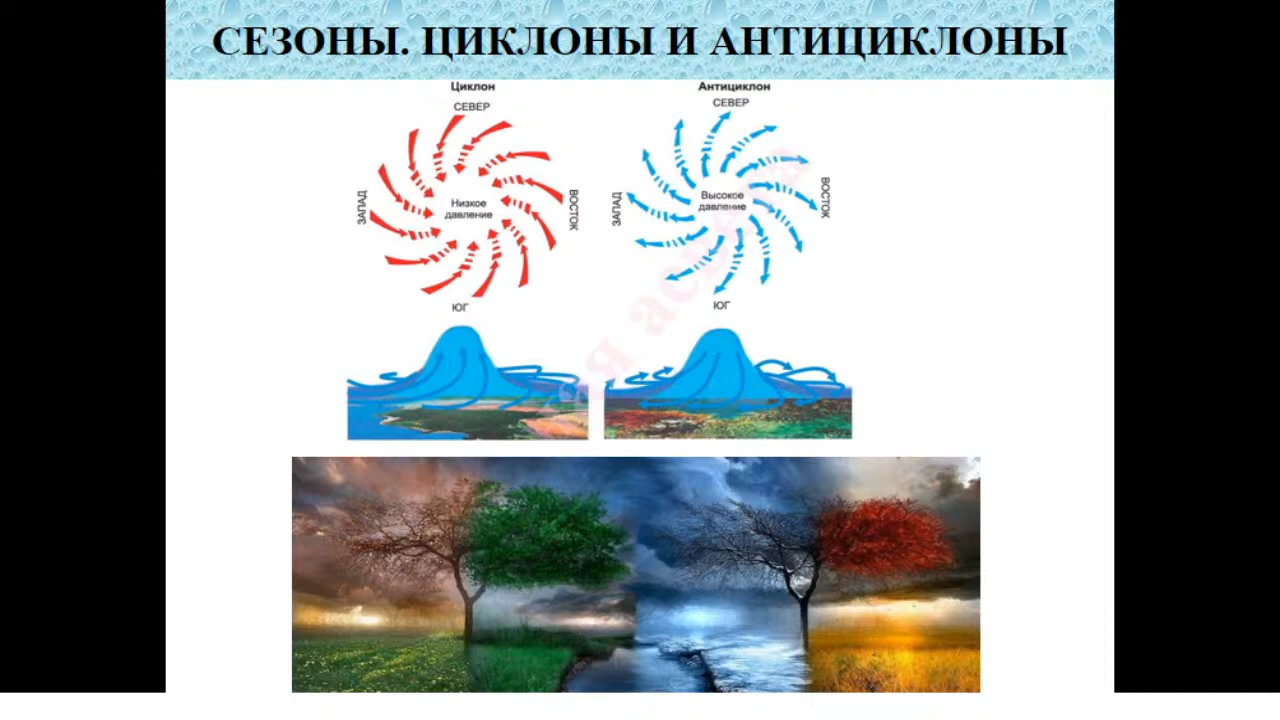 СЕЗОНЫ. ЦИКЛОНЫ И АНТИЦИКЛОНЫ
Циклон
СЕВЕР
ЗАПАД
Низкое
давление
ВОСТОК
ЮГ
Антициклон
СЕВЕР
ЗАПАД
Высокое
давление
ВОСТОК
ЮГ